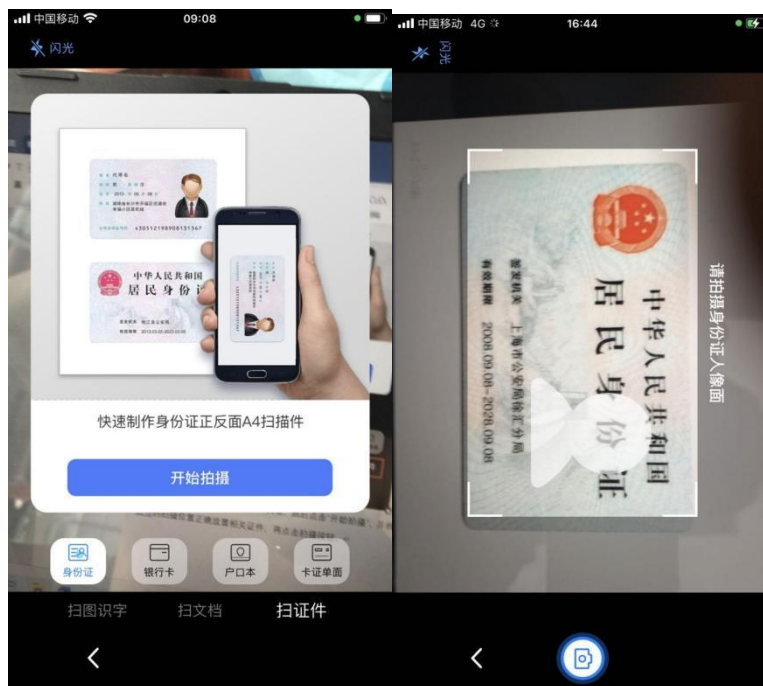 中国移动
09:08
闪光
中华人民共和国
居民身份
快速制作身份证正反面A4扫描件
开始拍摄
身份证
银行卡
户口本
卡证单面
扫图识字
扫文档
扫证件
中国移动 4G
16:44
闪光
请拍摄身份证人像面
中华人民共和国
居民身份证
签发机关 上海市公安局徐汇分局
有效期限 2008.09.08-2028.09.08